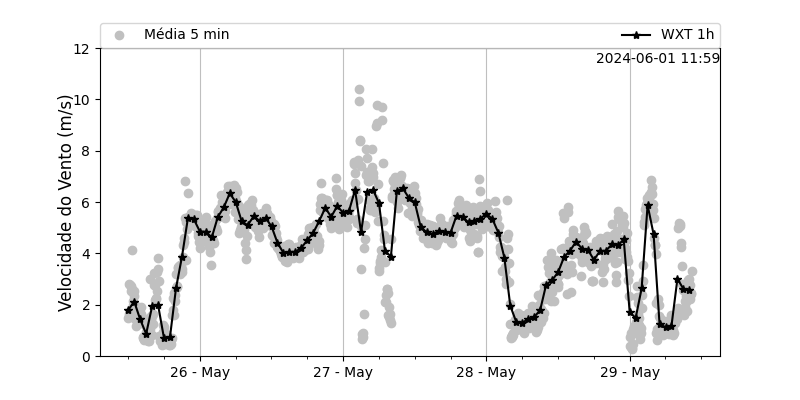 Média 5 min
WXT 1h
2024-06-01 11:59
Velocidade do Vento (m/s)
12
10
8
6
4
2
0
26 - May
27 - May
28 - May
29 - May